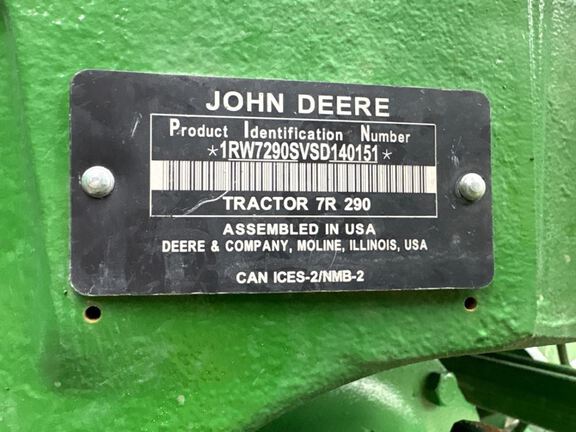 JOHN DEERE
Product Identification Number
*1RW7290SVSD140151*
TRACTOR 7R 290
ASSEMBLED IN USA
DEERE & COMPANY, MOLINE, ILLINOIS, USA
CAN ICES-2/NMB-2